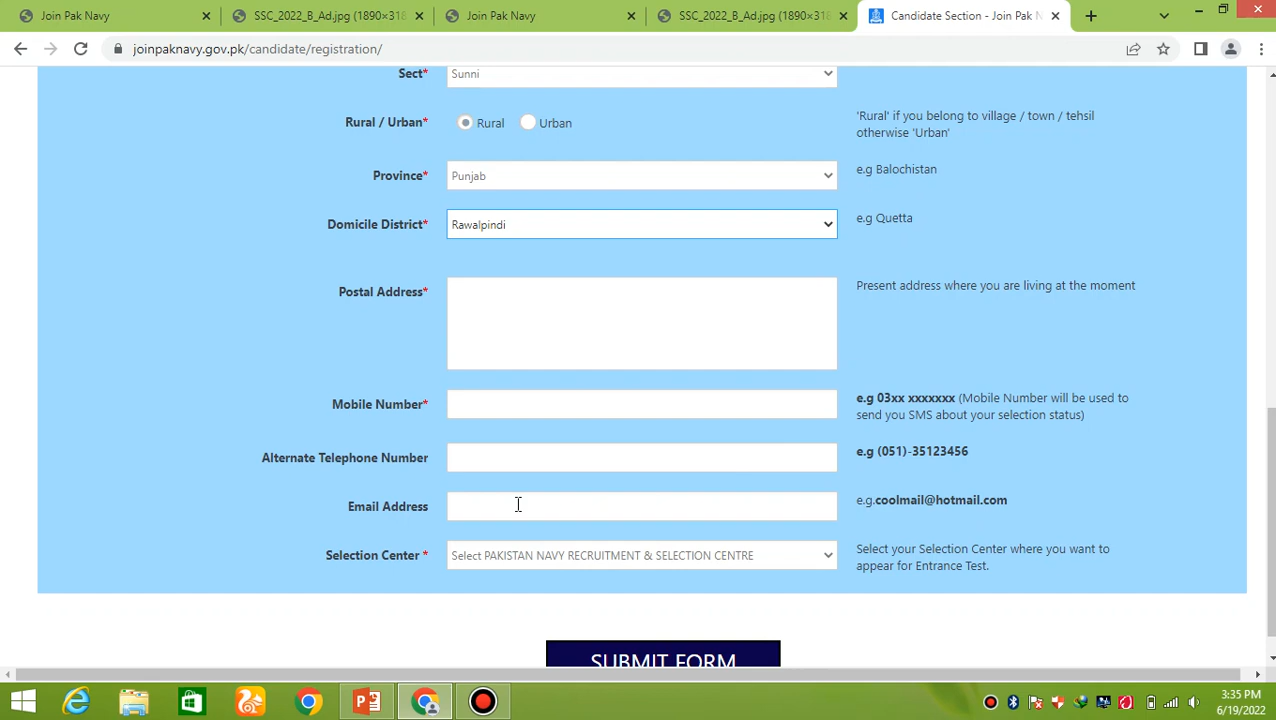 Join Pak Navy
SSC_2022_B_Ad.jpg (1890×318
Join Pak Navy
SSC_2022_B_Ad.jpg (1890×318
Candidate Section - Join Pak N
joinpaknavy.gov.pk/candidate/registration/
Sect*
Sunni
Rural / Urban*
Rural
Urban
'Rural' if you belong to village / town / tehsil
otherwise 'Urban'
Province*
Punjab
e.g Balochistan
Domicile District*
Rawalpindi
e.g Quetta
Postal Address*
Present address where you are living at the moment
Mobile Number*
e.g 03xx xxxxxxx (Mobile Number will be used to
send you SMS about your selection status)
Alternate Telephone Number
e.g (051)-35123456
Email Address
e.g.coolmail@hotmail.com
Selection Center *
Select PAKISTAN NAVY RECRUITMENT & SELECTION CENTRE
Select your Selection Center where you want to
appear for Entrance Test.
SUBMIT FORM
3:35 PM
6/19/2022